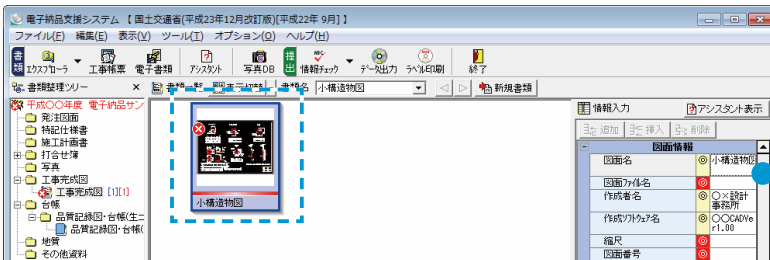 電子納品支援システム 【 国土交通省(平成23年12月改訂版)[平成22年 9月] 】
ファイル(F) 編集(E) 表示(V) ツール(T) オプション(O) ヘルプ(H)
書類 エクスプローラ 工事帳票 電子書類 アシスタント 写真DB 提出 情報チェック データ出力 ラベル印刷 終了
書類整理ツリー × 書類一覧 表示切替 書類名 小構造物図 新規書類
平成○○年度 電子納品サン
発注図面
特記仕様書
施工計画書
打合せ簿
写真
工事完成図
工事完成図 [1][1]
台帳
品質記録図・台帳(生コ
品質記録図・台帳(
地質
その他資料
小構造物図
情報入力 アシスタント表示
追加 挿入 削除
図面情報
図面名 ◎ 小構造物図
図面ファイル名 ◎
作成者名 ◎ ○×設計
事務所
作成ソフトウェア名 ◎ ○○CADVe
r1.00
縮尺 ◎
図面番号 ◎